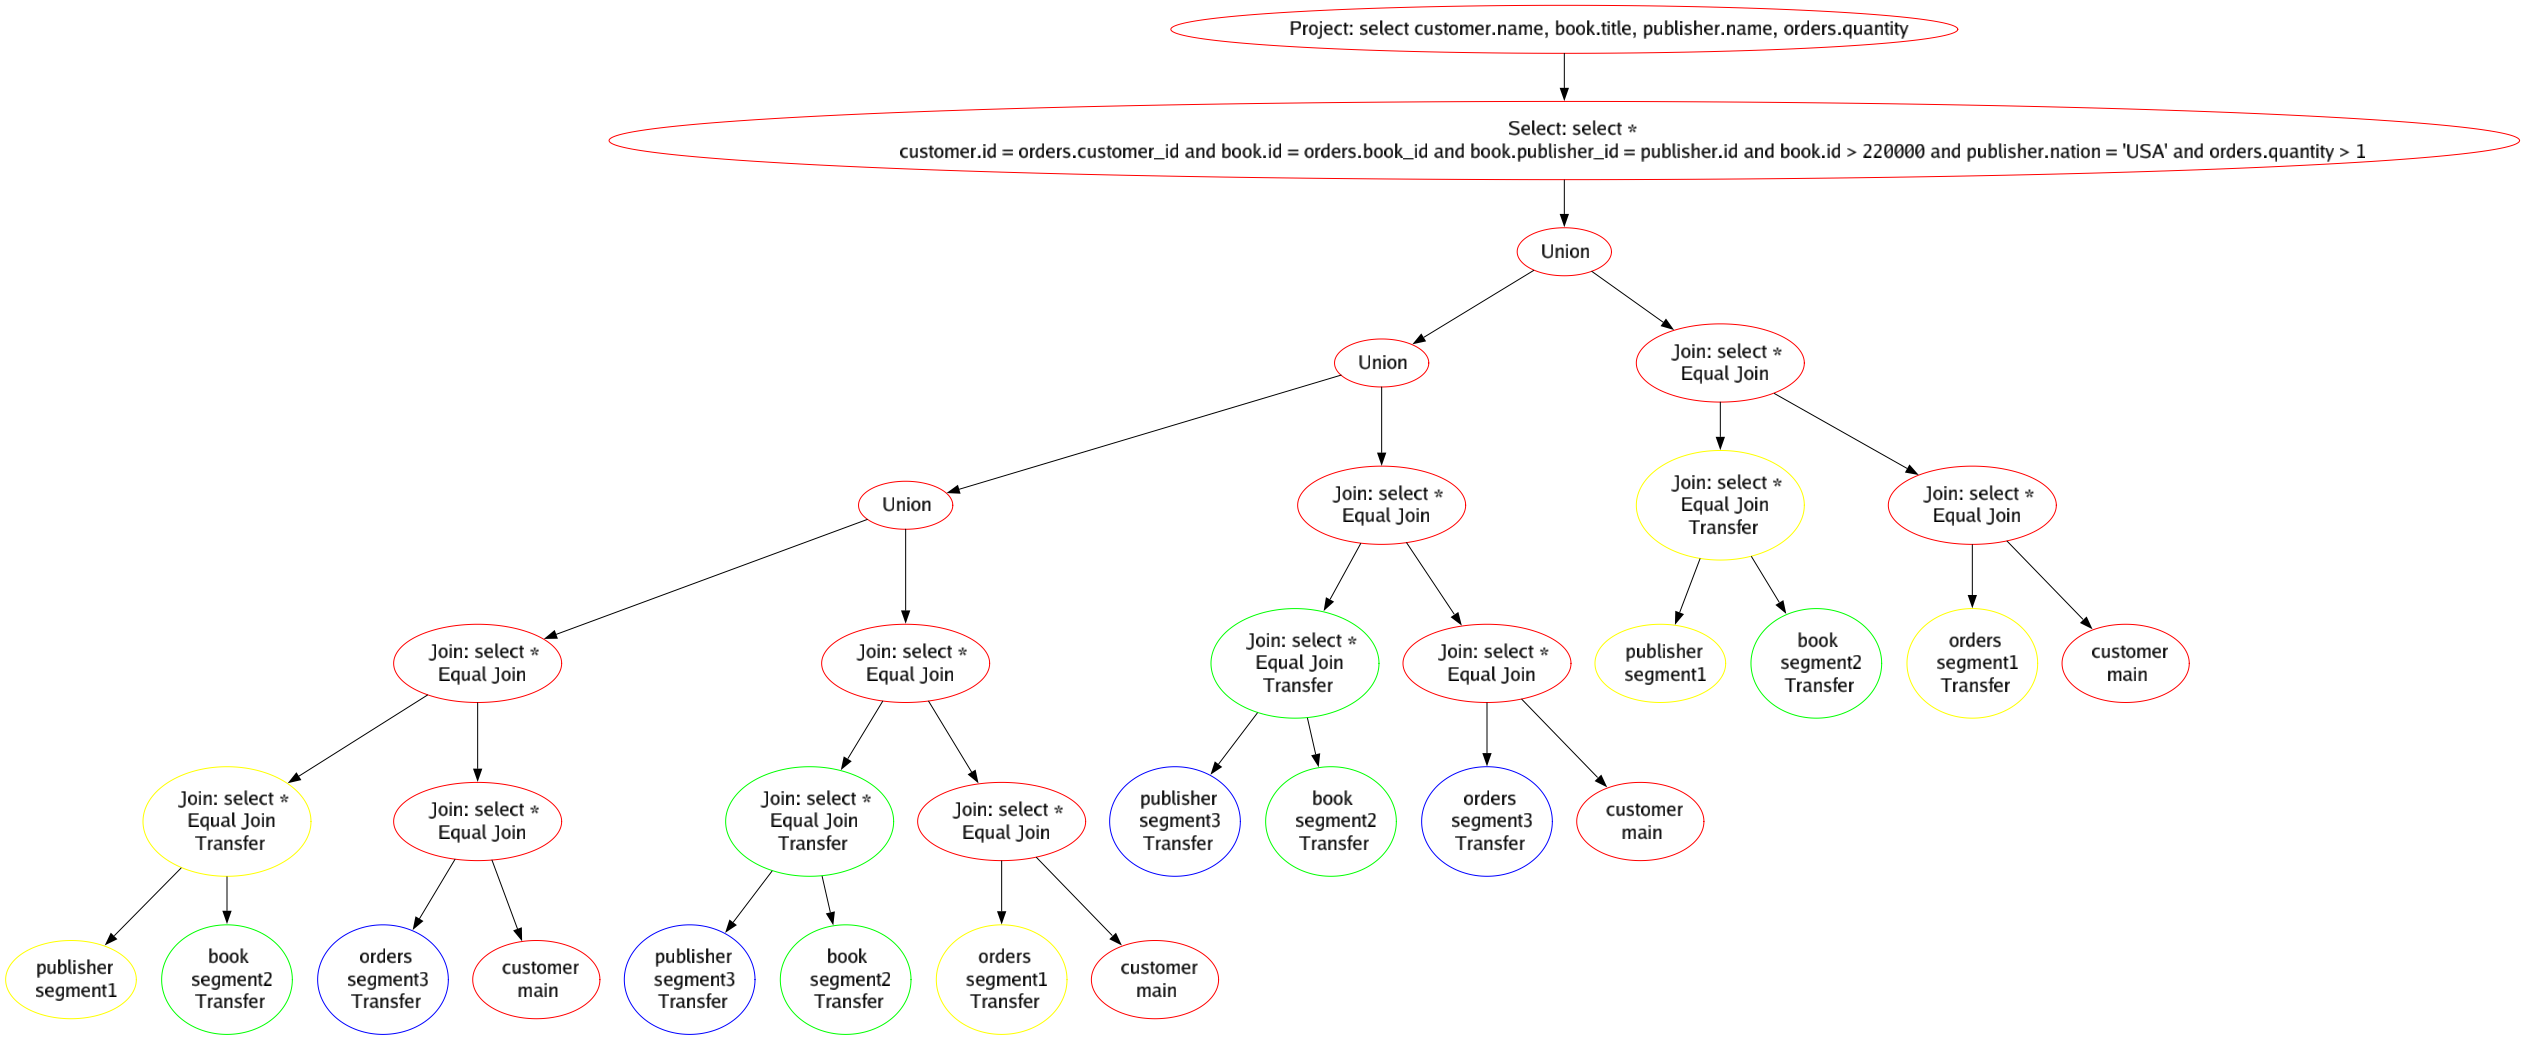 Project: select customer.name, book.title, publisher.name, orders.quantity
Select: select *
customer.id = orders.customer_id and book.id = orders.book_id and book.publisher_id = publisher.id and book.id > 220000 and publisher.nation = 'USA' and orders.quantity > 1
Union
Union
Join: select *
Equal Join
Union
Join: select *
Equal Join
Join: select *
Equal Join
Transfer
Join: select *
Equal Join
Join: select *
Equal Join
Join: select *
Equal Join
Join: select *
Equal Join
Transfer
Join: select *
Equal Join
publisher
segment1
book
segment2
Transfer
orders
segment1
Transfer
customer
main
Join: select *
Equal Join
Transfer
Join: select *
Equal Join
Join: select *
Equal Join
Transfer
Join: select *
Equal Join
publisher
segment3
Transfer
book
segment2
Transfer
orders
segment3
Transfer
customer
main
publisher
segment1
book
segment2
Transfer
orders
segment3
Transfer
customer
main
publisher
segment3
Transfer
book
segment2
Transfer
orders
segment1
Transfer
customer
main